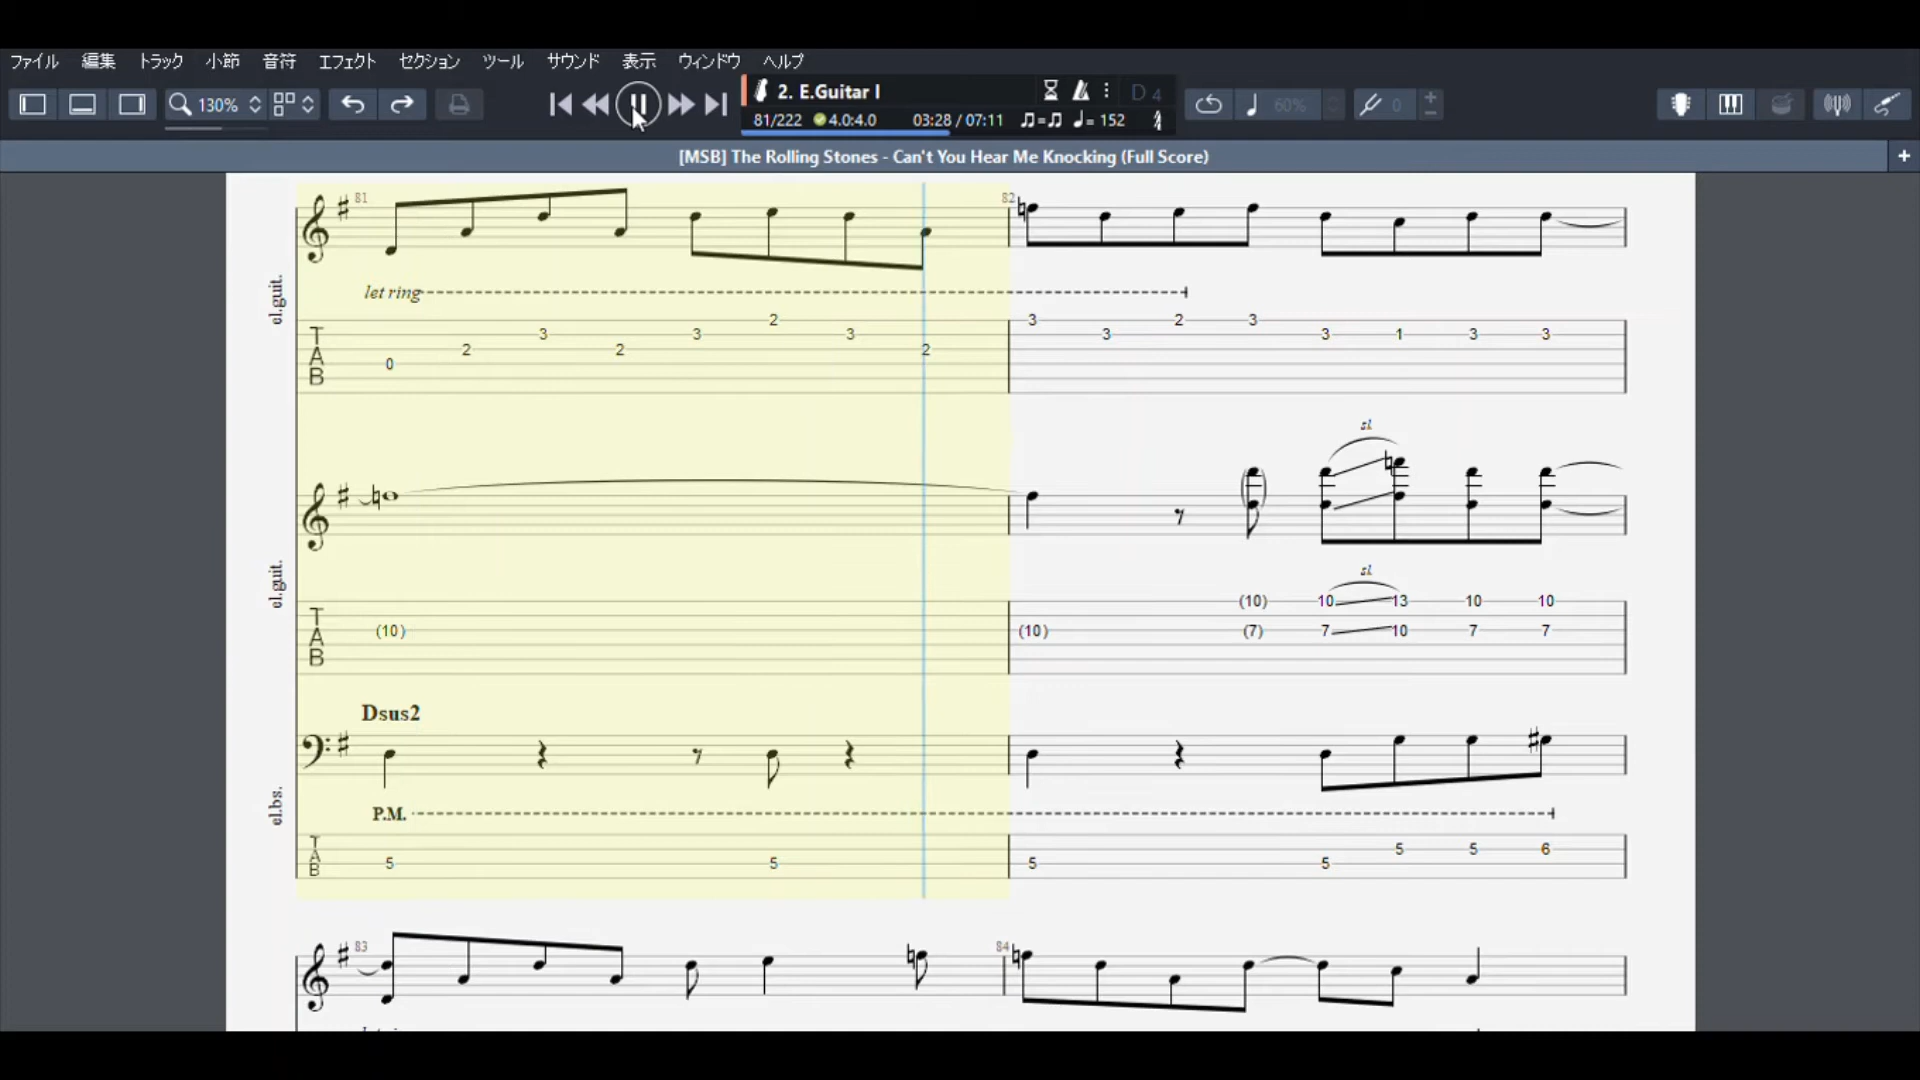 ファイル 編集 トラック 小節 音符 エフェクト セクション ツール サウンド 表示 ウィンドウ ヘルプ
130% 2. E.Guitar I D 4 60% 0
81/222 4.0:4.0 03:28 / 07:11 ♫=♫ ♩= 152
[MSB] The Rolling Stones - Can't You Hear Me Knocking (Full Score) +
81 82
let ring
el.guit.
T A B
2 3 2 3
3 3 3 3 3 1 3 3
2 2 2
0
sl.
el.guit.
sl.
T A B
(10) 10 13 10 10
(10) (10) (7) 7 10 7 7
Dsus2
el.bs.
P.M.
T A B
5 5 6
5 5 5 5
83 84